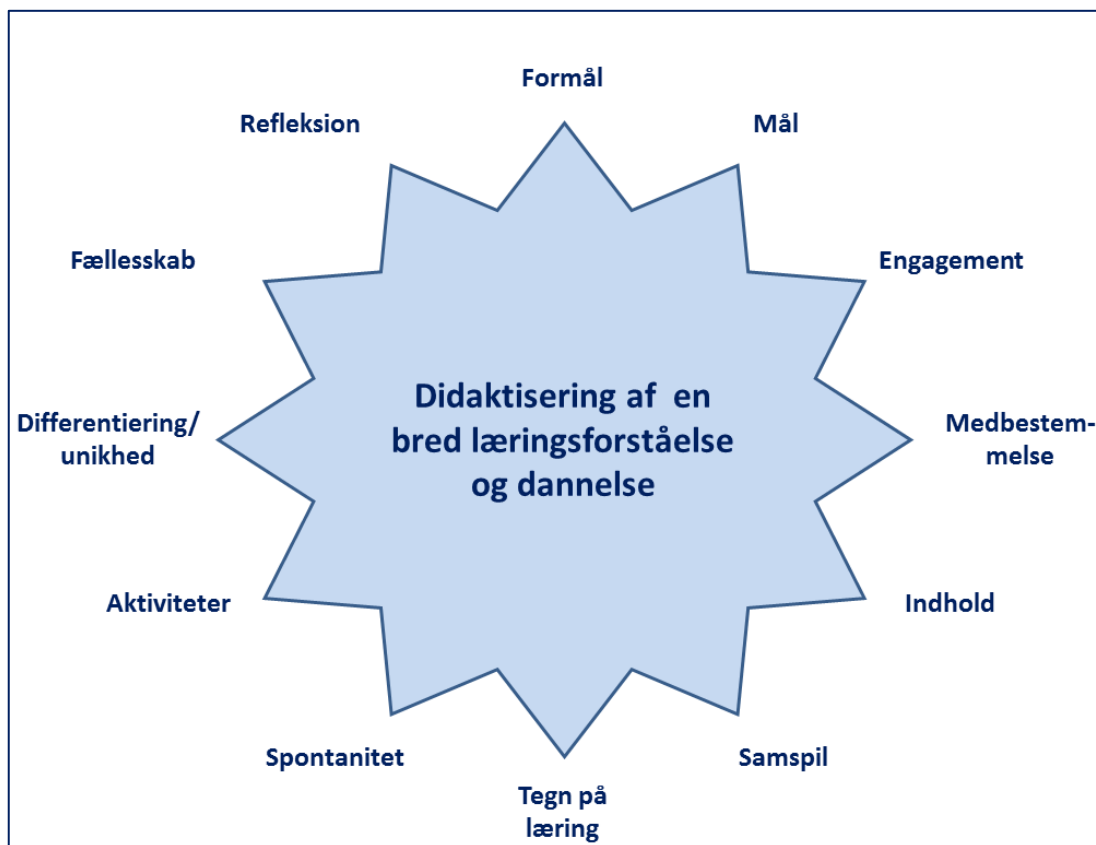 Formål
Mål
Engagement
Medbestem-
melse
Indhold
Samspil
Tegn på
læring
Spontanitet
Aktiviteter
Differentiering/
unikhed
Fællesskab
Refleksion
Didaktisering af en
bred læringsforståelse
og dannelse